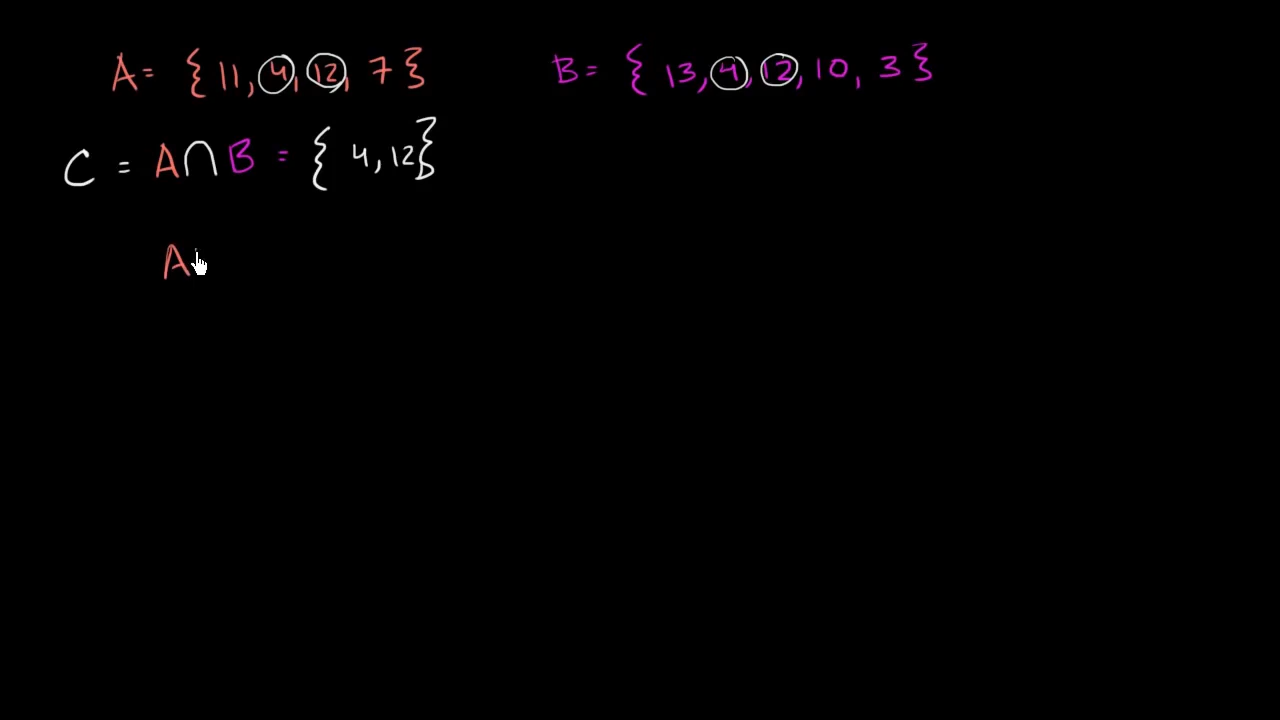 A = { 11, 4, 12, 7 } B = { 13, 4, 12, 10, 3 }
C = A ∩ B = { 4, 12 }
A